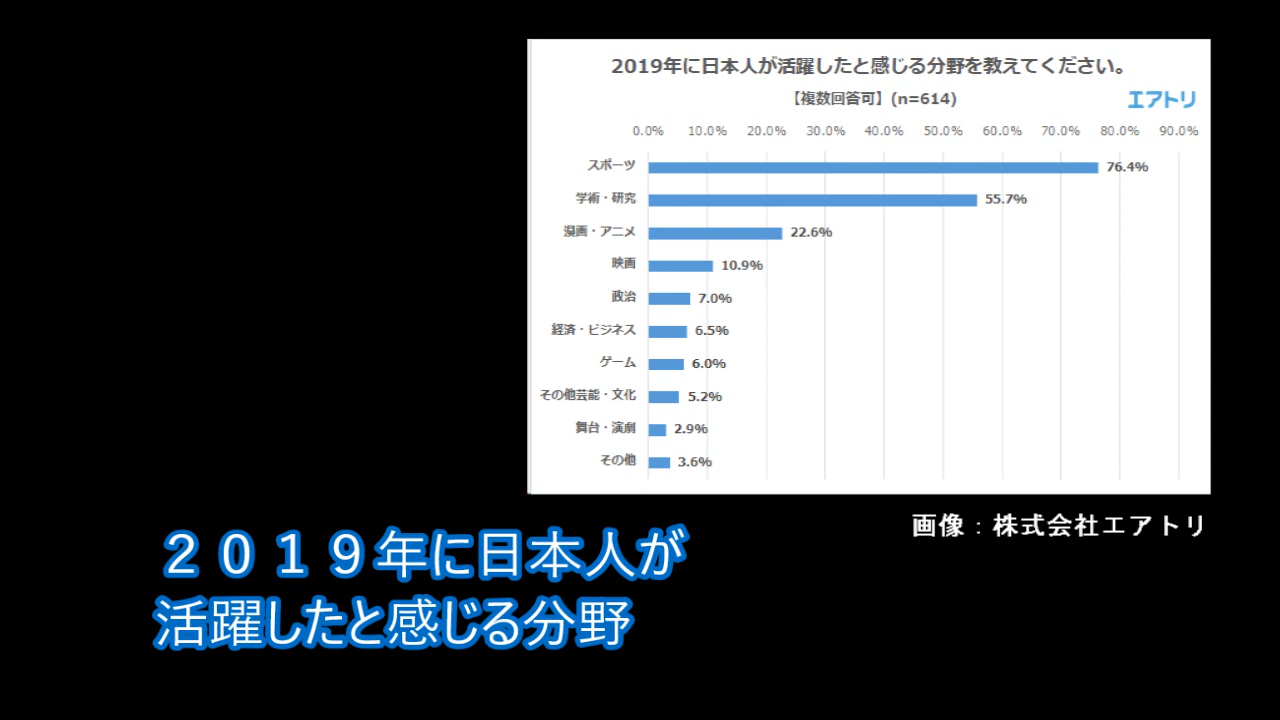 2019年に日本人が活躍したと感じる分野を教えてください。
【複数回答可】(n=614)
エアトリ
0.0% 10.0% 20.0% 30.0% 40.0% 50.0% 60.0% 70.0% 80.0% 90.0%
スポーツ 76.4%
学術・研究 55.7%
漫画・アニメ 22.6%
映画 10.9%
政治 7.0%
経済・ビジネス 6.5%
ゲーム 6.0%
その他芸能・文化 5.2%
舞台・演劇 2.9%
その他 3.6%
画像：株式会社エアトリ
２０１９年に日本人が
活躍したと感じる分野